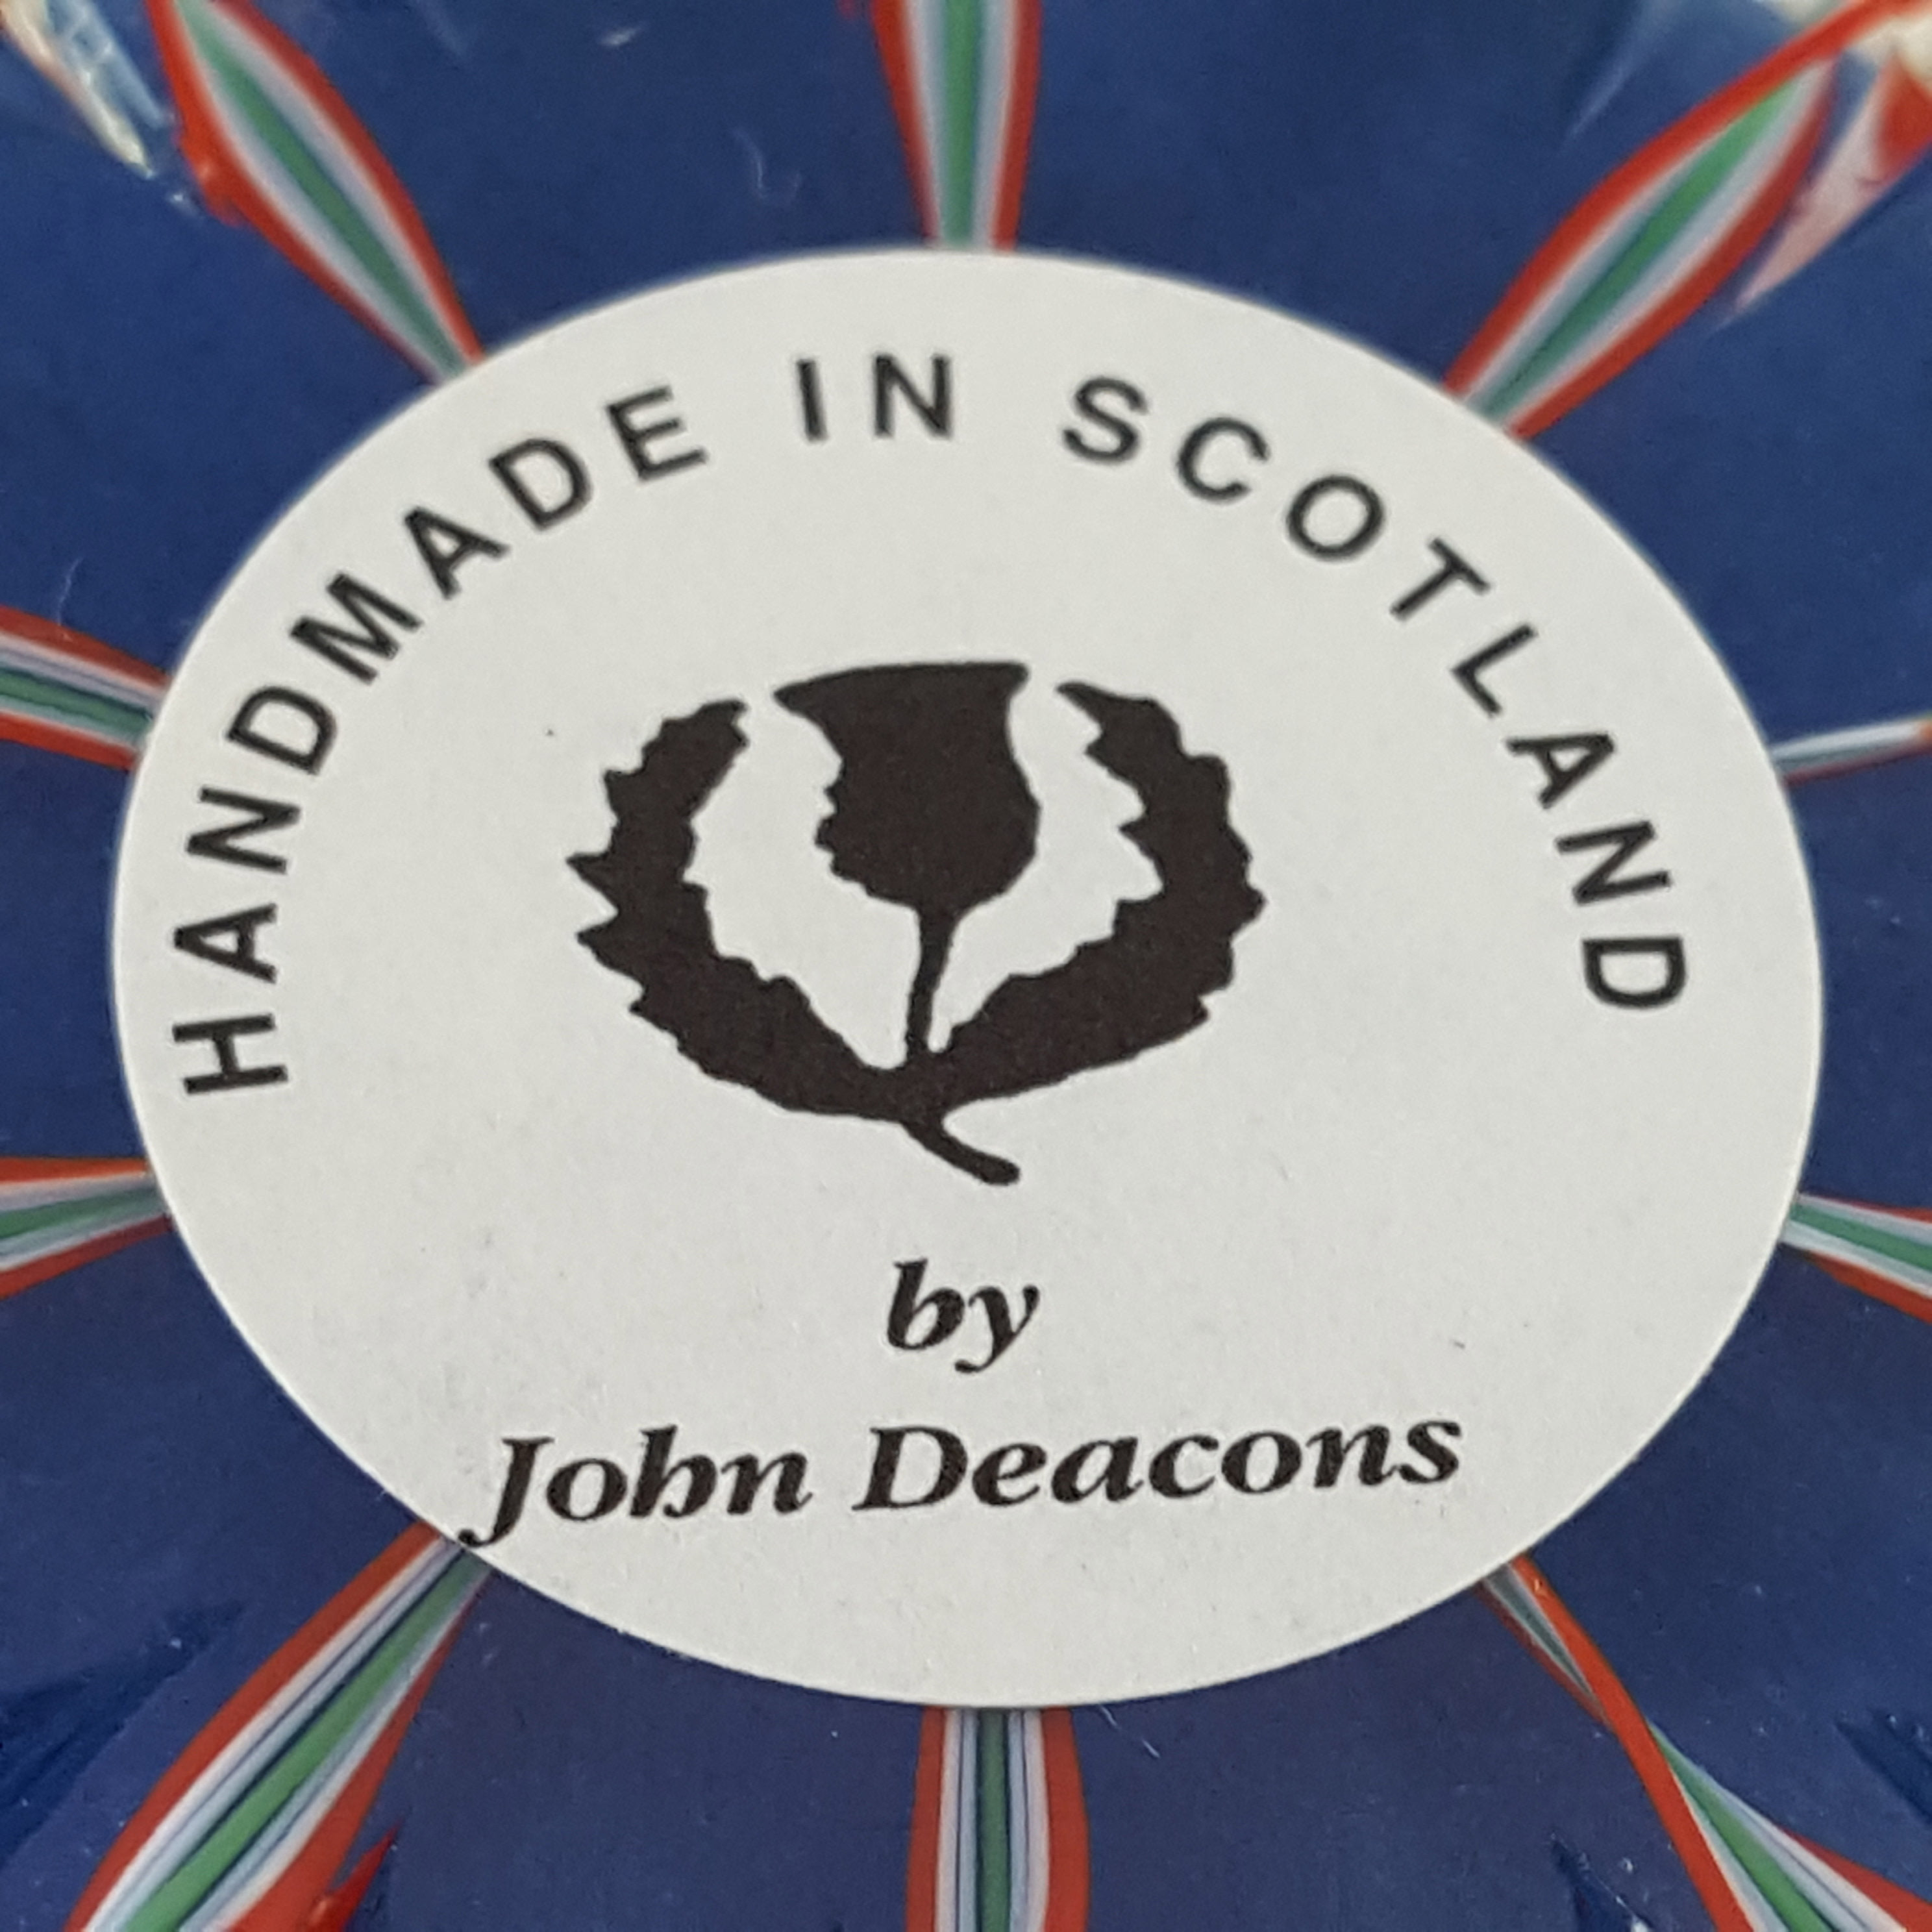 HANDMADE IN SCOTLAND
by
John Deacons